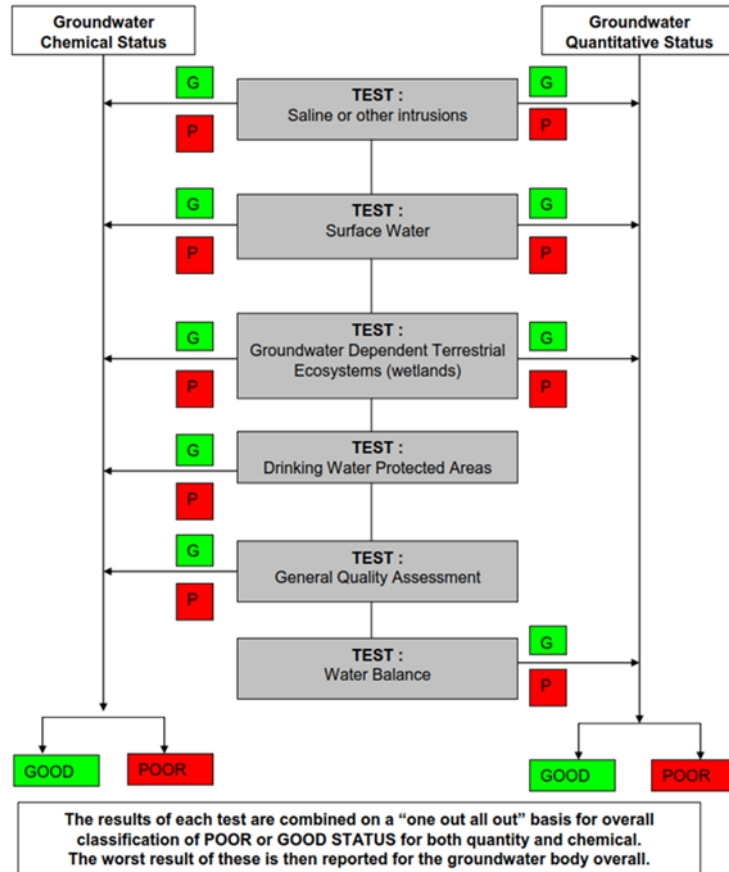 Groundwater
Chemical Status
Groundwater
Quantitative Status
G
P
TEST :
Saline or other intrusions
G
P
G
P
TEST :
Surface Water
G
P
G
P
TEST :
Groundwater Dependent Terrestrial
Ecosystems (wetlands)
G
P
G
P
TEST :
Drinking Water Protected Areas
G
P
TEST :
General Quality Assessment
TEST :
Water Balance
G
P
GOOD
POOR
GOOD
POOR
The results of each test are combined on a “one out all out” basis for overall
classification of POOR or GOOD STATUS for both quantity and chemical.
The worst result of these is then reported for the groundwater body overall.